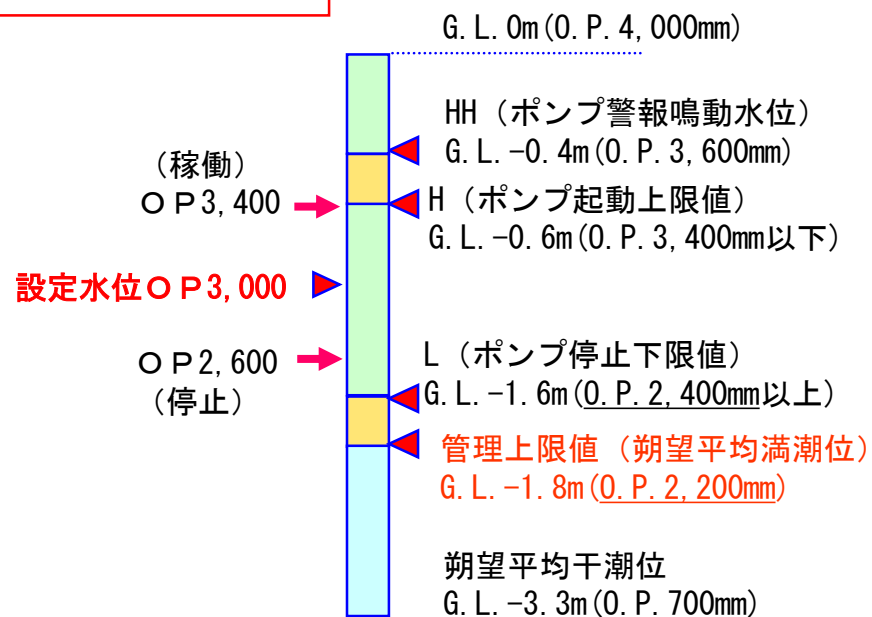 G.L.0m(O.P.4,000mm)
HH（ポンプ警報鳴動水位）
G.L.-0.4m(O.P.3,600mm)
（稼働）
ＯＰ3,400
H（ポンプ起動上限値）
G.L.-0.6m(O.P.3,400mm以下)
設定水位ＯＰ3,000
ＯＰ2,600
（停止）
L（ポンプ停止下限値）
G.L.-1.6m(O.P.2,400mm以上)
管理上限値（朔望平均満潮位）
G.L.-1.8m(O.P.2,200mm)
朔望平均干潮位
G.L.-3.3m(O.P.700mm)